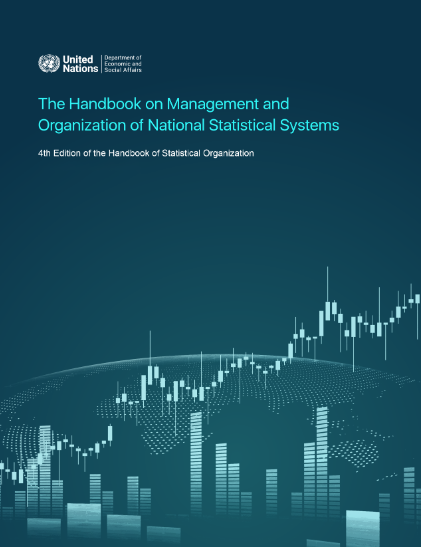 United
Nations
Department of
Economic and
Social Affairs
The Handbook on Management and
Organization of National Statistical Systems
4th Edition of the Handbook of Statistical Organization